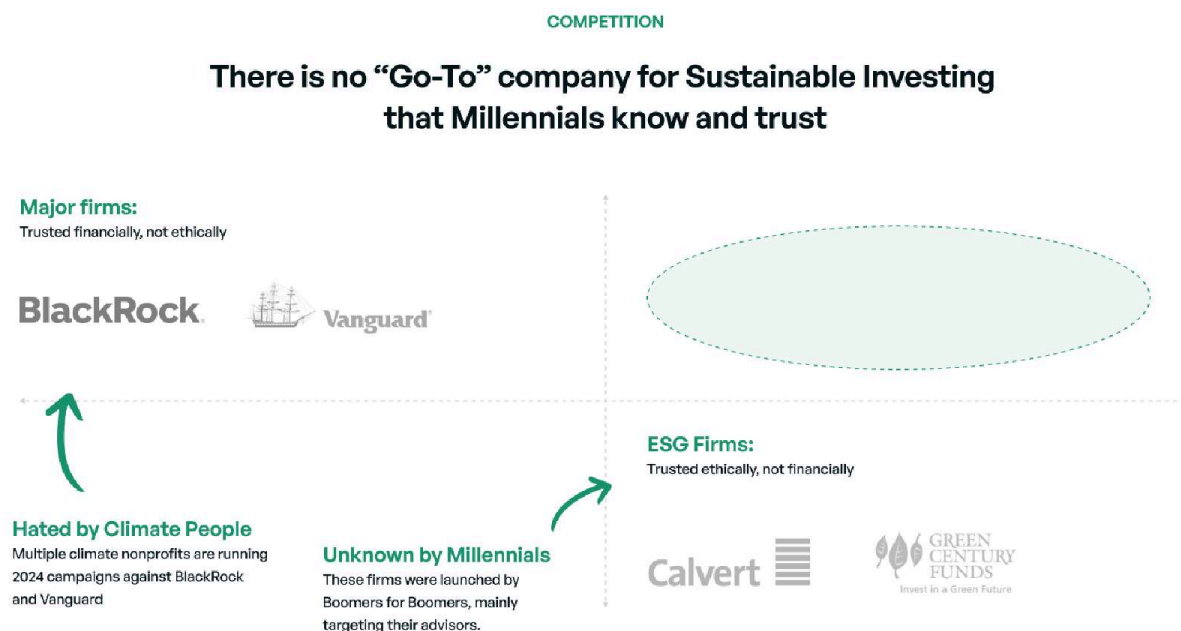 COMPETITION
There is no “Go-To” company for Sustainable Investing
that Millennials know and trust
Major firms:
Trusted financially, not ethically
BlackRock.
Vanguard®
ESG Firms:
Trusted ethically, not financially
Hated by Climate People
Multiple climate nonprofits are running
2024 campaigns against BlackRock
and Vanguard
Unknown by Millennials
These firms were launched by
Boomers for Boomers, mainly
targeting their advisors.
Calvert
GREEN
CENTURY
FUNDS
Invest in a Green Future